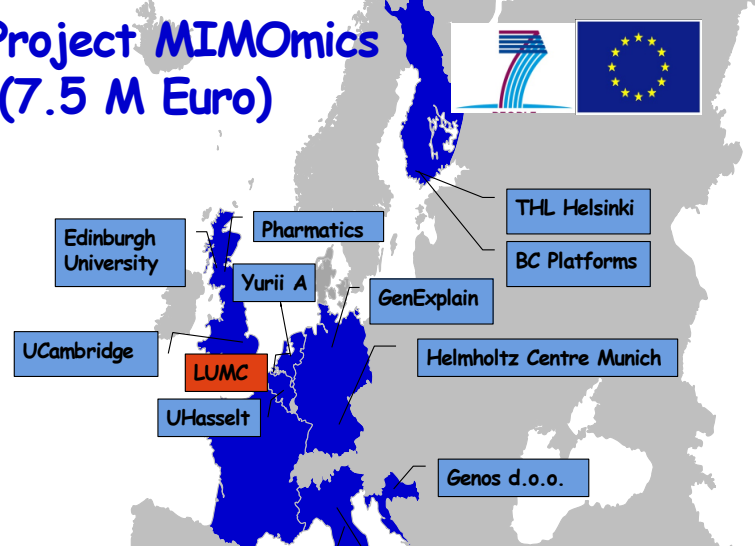 Project MIMOmics
(7.5 M Euro)
7
THL Helsinki
BC Platforms
Edinburgh
University
Pharmatics
Yurii A
GenExplain
UCambridge
LUMC
Helmholtz Centre Munich
UHasselt
Genos d.o.o.